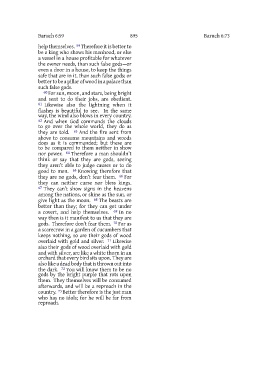 Baruch 6:59 895 Baruch 6:73
help themselves. 59 Therefore it is better to
be a king who shows his manhood, or else
a vessel in a house profitable for whatever
the owner needs, than such false gods—or
even a door in a house, to keep the things
safe that are in it, than such false gods; or
better to be a pillar of wood in a palace than
such false gods.
60 For sun, moon, and stars, being bright
and sent to do their jobs, are obedient.
61 Likewise also the lightning when it
flashes is beautiful to see. In the same
way, the wind also blows in every country.
62 And when God commands the clouds
to go over the whole world, they do as
they are told. 63 And the fire sent from
above to consume mountains and woods
does as it is commanded; but these are
to be compared to them neither in show
nor power. 64 Therefore a man shouldn't
think or say that they are gods, seeing
they aren't able to judge causes or to do
good to men. 65 Knowing therefore that
they are no gods, don't fear them. 66 For
they can neither curse nor bless kings.
67 They can't show signs in the heavens
among the nations, or shine as the sun, or
give light as the moon. 68 The beasts are
better than they; for they can get under
a covert, and help themselves. 69 In no
way then is it manifest to us that they are
gods. Therefore don't fear them. 70 For as
a scarecrow in a garden of cucumbers that
keeps nothing, so are their gods of wood
overlaid with gold and silver. 71 Likewise
also their gods of wood overlaid with gold
and with silver, are like a white thorn in an
orchard that every bird sits upon. They are
also like a dead body that is thrown out into
the dark. 72 You will know them to be no
gods by the bright purple that rots upon
them. They themselves will be consumed
afterwards, and will be a reproach in the
country. 73 Better therefore is the just man
who has no idols; for he will be far from
reproach.